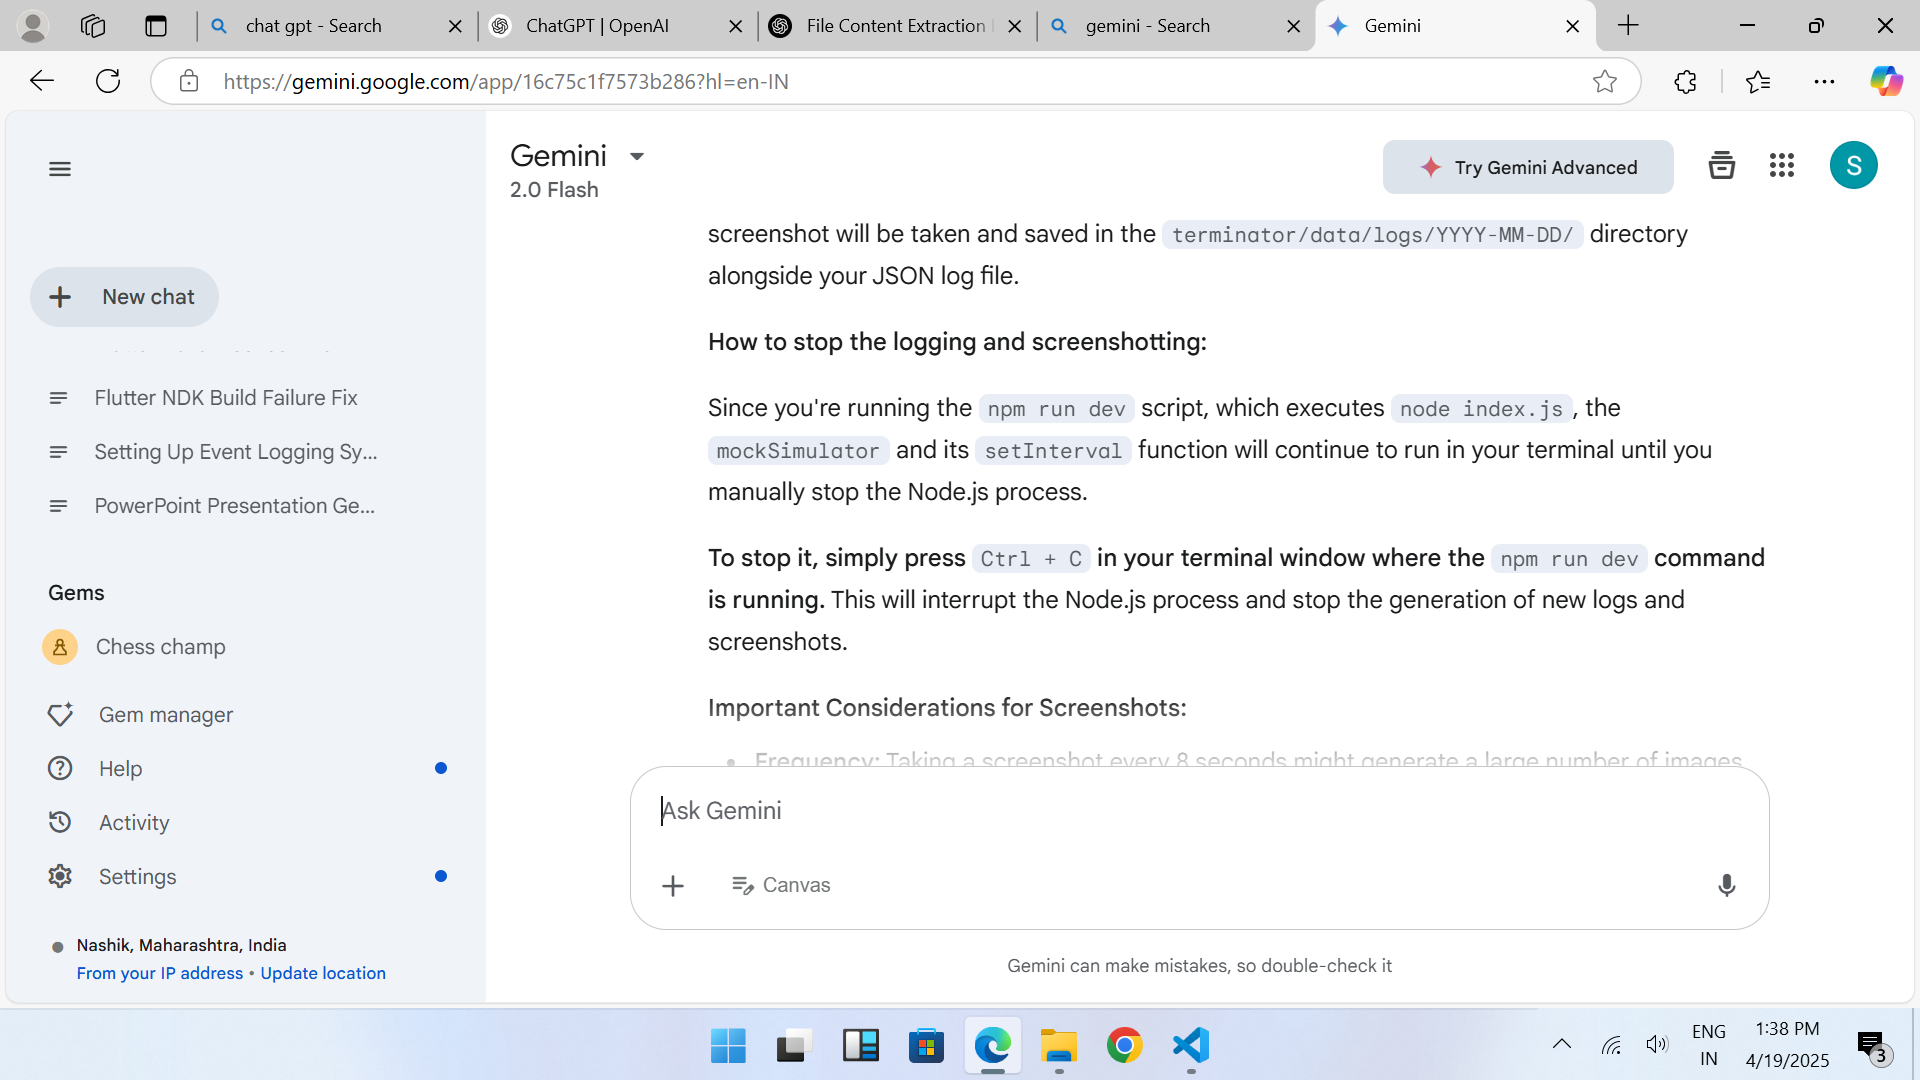 chat gpt - Search
ChatGPT | OpenAI
File Content Extraction
gemini - Search
Gemini
https://gemini.google.com/app/16c75c1f7573b286?hl=en-IN
Gemini
2.0 Flash
Try Gemini Advanced
S
New chat
Flutter NDK Build Failure Fix
Setting Up Event Logging Sy...
PowerPoint Presentation Ge...
Gems
Chess champ
Gem manager
Help
Activity
Settings
Nashik, Maharashtra, India
From your IP address • Update location
screenshot will be taken and saved in the terminator/data/logs/YYYY-MM-DD/ directory
alongside your JSON log file.
How to stop the logging and screenshotting:
Since you're running the npm run dev script, which executes node index.js, the
mockSimulator and its setInterval function will continue to run in your terminal until you
manually stop the Node.js process.
To stop it, simply press Ctrl + C in your terminal window where the npm run dev command
is running. This will interrupt the Node.js process and stop the generation of new logs and
screenshots.
Important Considerations for Screenshots:
• Frequency: Taking a screenshot every 8 seconds might generate a large number of images
Ask Gemini
Canvas
Gemini can make mistakes, so double-check it
ENG
IN
1:38 PM
4/19/2025
3